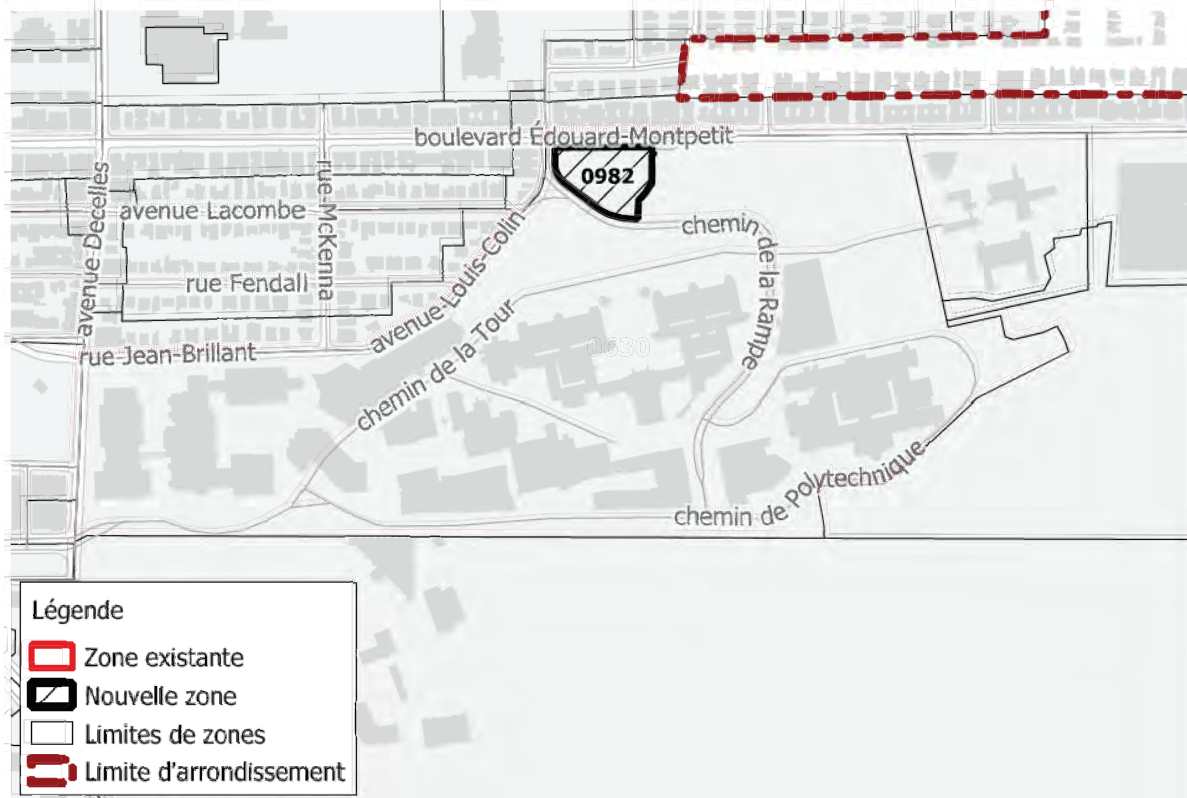 boulevard Édouard-Montpetit
0982
avenue Decelles
rue McKenna
avenue Lacombe
avenue Louis-Colin
chemin de la Rampe
rue Fendall
chemin de la Tour
rue Jean-Brillant
0630
chemin de Polytechnique
Légende
Zone existante
Nouvelle zone
Limites de zones
Limite d'arrondissement